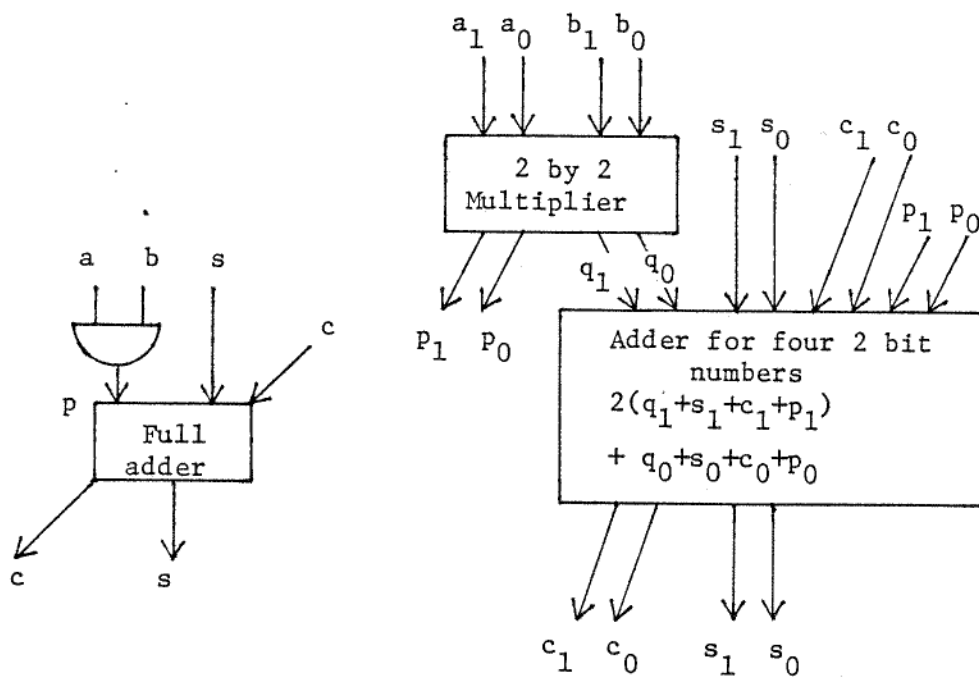 a b s
c
p
Full
adder
c s
a1 a0 b1 b0
2 by 2
Multiplier
s1 s0 c1 c0
p1 p0
q1 q0
p1 p0
Adder for four 2 bit
numbers
2(q1+s1+c1+p1)
+ q0+s0+c0+p0
c1 c0 s1 s0